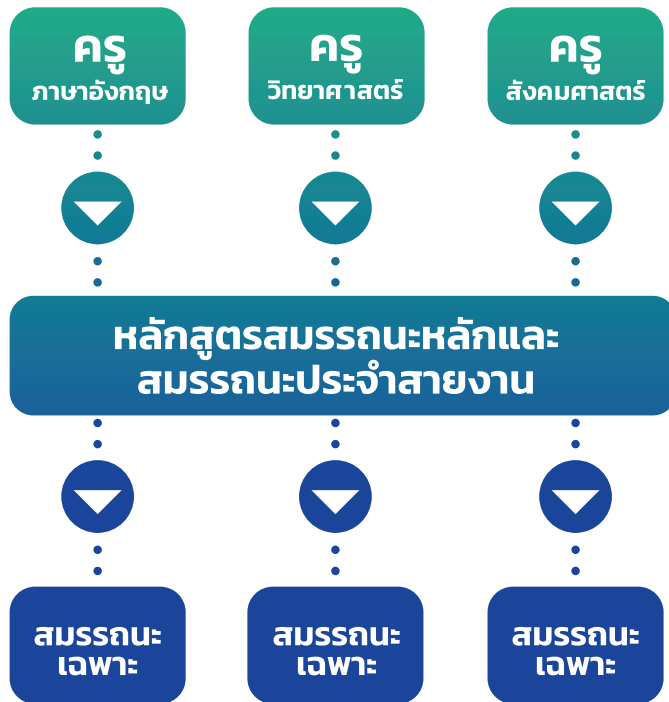 ครู
ภาษาอังกฤษ
ครู
วิทยาศาสตร์
ครู
สังคมศาสตร์
หลักสูตรสมรรถนะหลักและ
สมรรถนะประจำสายงาน
สมรรถนะ
เฉพาะ
สมรรถนะ
เฉพาะ
สมรรถนะ
เฉพาะ